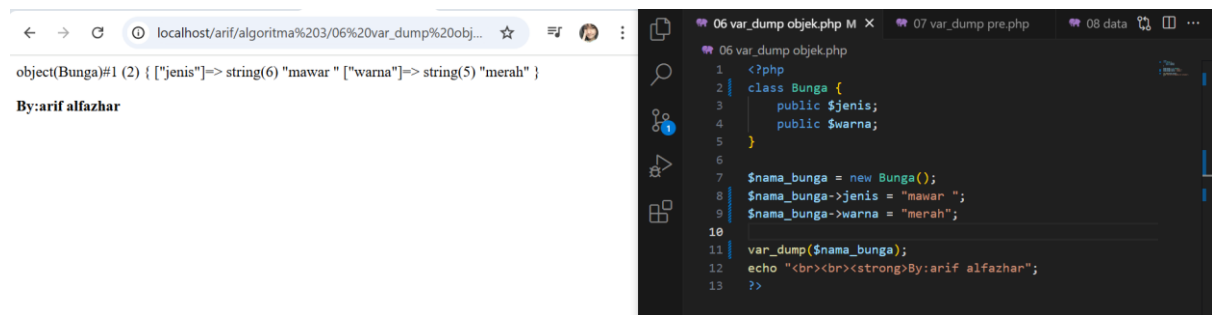 localhost/arif/algoritma%203/06%20var_dump%20obj...
object(Bunga)#1 (2) { ["jenis"]=> string(6) "mawar " ["warna"]=> string(5) "merah" }
By:arif alfazhar
06 var_dump objek.php M
07 var_dump pre.php
08 data
06 var_dump objek.php
1 <?php
2 class Bunga {
3 public $jenis;
4 public $warna;
5 }
6
7 $nama_bunga = new Bunga();
8 $nama_bunga->jenis = "mawar ";
9 $nama_bunga->warna = "merah";
10
11 var_dump($nama_bunga);
12 echo "<br><br><strong>By:arif alfazhar";
13 ?>
1